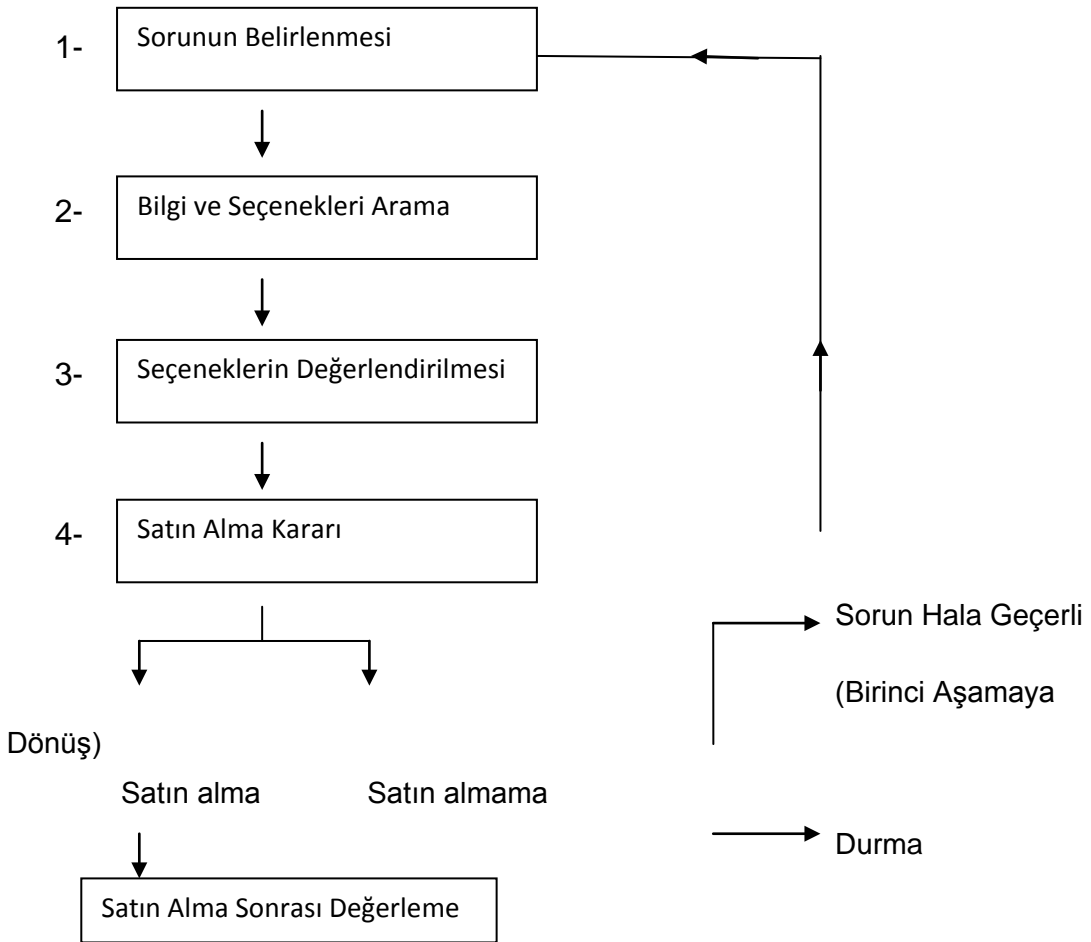 1- Sorunun Belirlenmesi
2- Bilgi ve Seçenekleri Arama
3- Seçeneklerin Değerlendirilmesi
4- Satın Alma Kararı
Sorun Hala Geçerli
(Birinci Aşamaya
Dönüş)
Satın alma Satın almama
Durma
Satın Alma Sonrası Değerleme